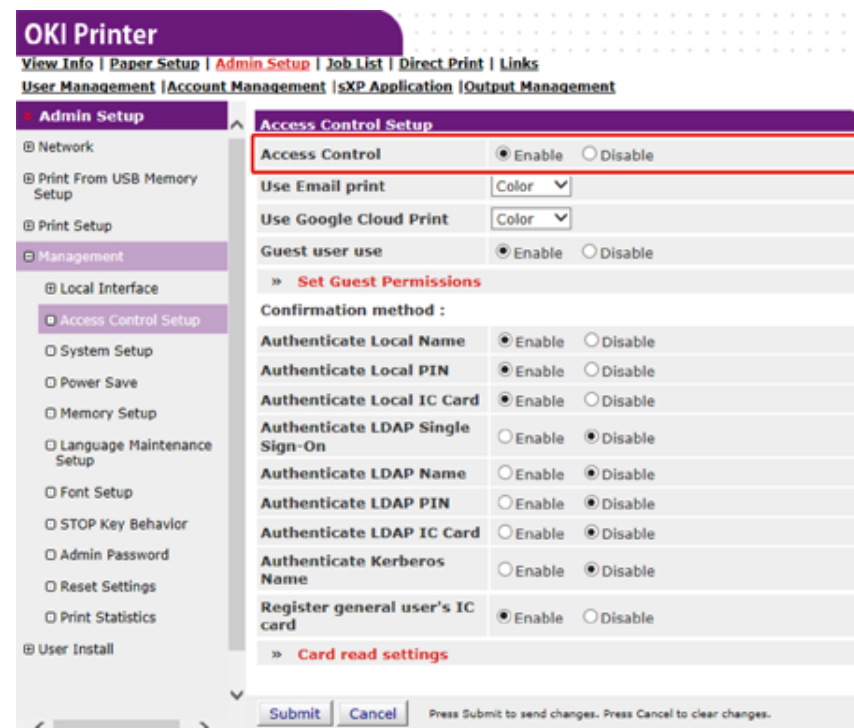 OKI Printer
View Info | Paper Setup | Admin Setup | Job List | Direct Print | Links
User Management |Account Management |sXP Application |Output Management
Admin Setup
Network
Print From USB Memory
Setup
Print Setup
Management
Local Interface
Access Control Setup
System Setup
Power Save
Memory Setup
Language Maintenance
Setup
Font Setup
STOP Key Behavior
Admin Password
Reset Settings
Print Statistics
User Install
Access Control Setup
Access Control Enable Disable
Use Email print Color
Use Google Cloud Print Color
Guest user use Enable Disable
» Set Guest Permissions
Confirmation method :
Authenticate Local Name Enable Disable
Authenticate Local PIN Enable Disable
Authenticate Local IC Card Enable Disable
Authenticate LDAP Single
Sign-On Enable Disable
Authenticate LDAP Name Enable Disable
Authenticate LDAP PIN Enable Disable
Authenticate LDAP IC Card Enable Disable
Authenticate Kerberos
Name Enable Disable
Register general user's IC
card Enable Disable
» Card read settings
Submit Cancel Press Submit to send changes. Press Cancel to clear changes.